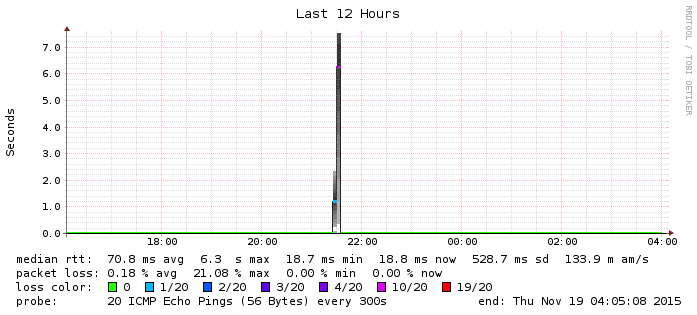 Last 12 Hours
RRDTOOL / TOBI OETIKER
Seconds
7.0
6.0
5.0
4.0
3.0
2.0
1.0
0.0
18:00 20:00 22:00 00:00 02:00 04:00
median rtt: 70.8 ms avg 6.3 s max 18.7 ms min 18.8 ms now 528.7 ms sd 133.9 m am/s
packet loss: 0.18 % avg 21.08 % max 0.00 % min 0.00 % now
loss color: 0 1/20 2/20 3/20 4/20 10/20 19/20
probe: 20 ICMP Echo Pings (56 Bytes) every 300s end: Thu Nov 19 04:05:08 2015